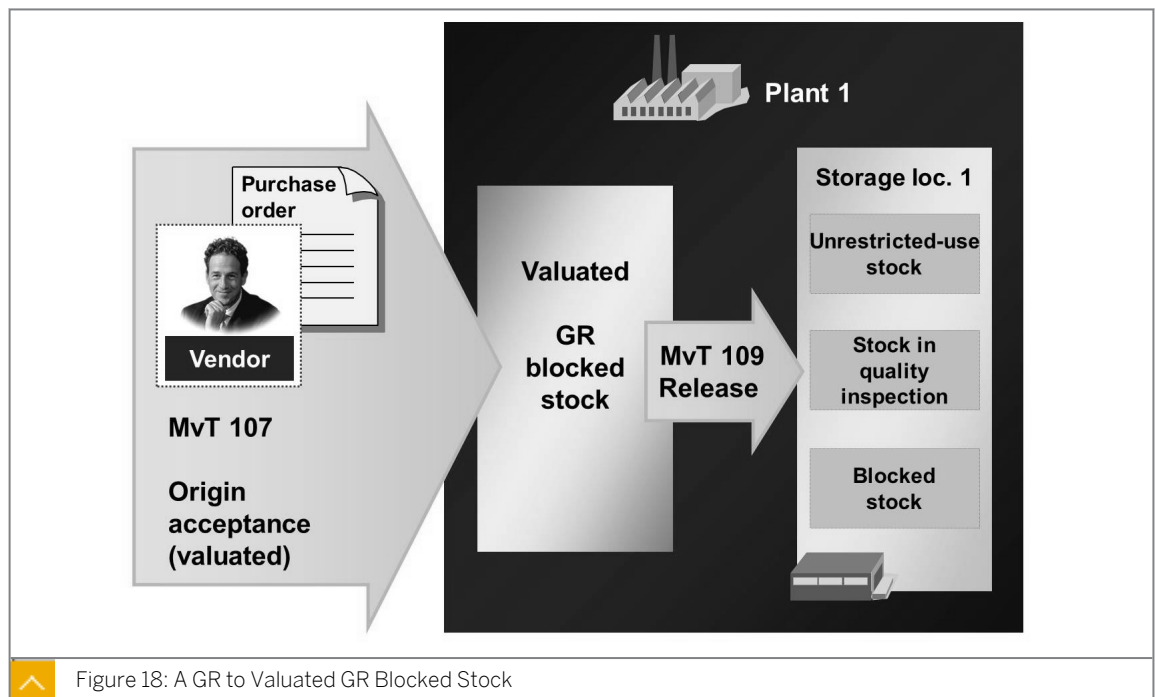 Plant 1
Purchase
order
Vendor
MvT 107
Origin
acceptance
(valuated)
Valuated
GR
blocked
stock
MvT 109
Release
Storage loc. 1
Unrestricted-use
stock
Stock in
quality
inspection
Blocked
stock
Figure 18: A GR to Valuated GR Blocked Stock